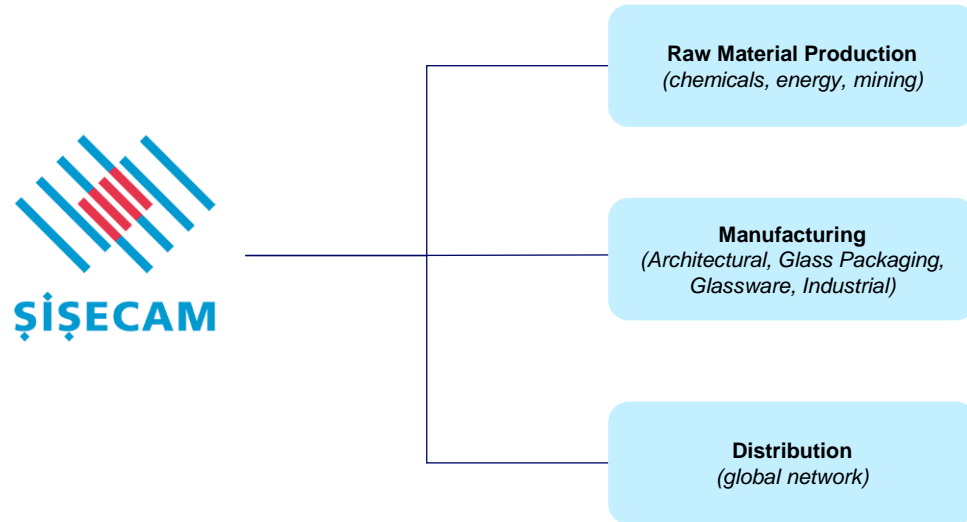 Raw Material Production
(chemicals, energy, mining)
ŞİŞECAM
Manufacturing
(Architectural, Glass Packaging,
Glassware, Industrial)
Distribution
(global network)